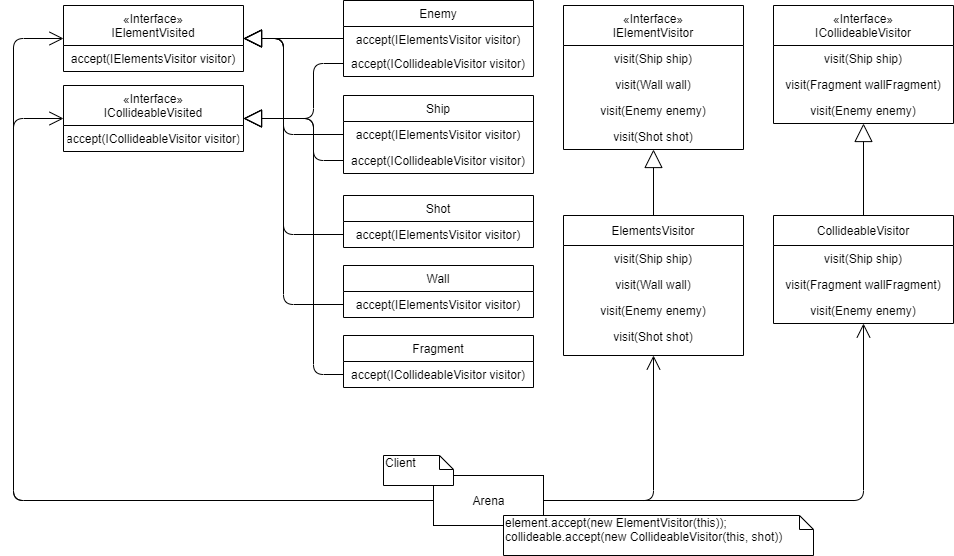 «Interface»
IElementVisited
accept(IElementsVisitor visitor)
«Interface»
ICollideableVisited
accept(ICollideableVisitor visitor)
Enemy
accept(IElementsVisitor visitor)
accept(ICollideableVisitor visitor)
Ship
accept(IElementsVisitor visitor)
accept(ICollideableVisitor visitor)
Shot
accept(IElementsVisitor visitor)
Wall
accept(IElementsVisitor visitor)
Fragment
accept(ICollideableVisitor visitor)
«Interface»
IElementVisitor
visit(Ship ship)
visit(Wall wall)
visit(Enemy enemy)
visit(Shot shot)
«Interface»
ICollideableVisitor
visit(Ship ship)
visit(Fragment wallFragment)
visit(Enemy enemy)
ElementsVisitor
visit(Ship ship)
visit(Wall wall)
visit(Enemy enemy)
visit(Shot shot)
CollideableVisitor
visit(Ship ship)
visit(Fragment wallFragment)
visit(Enemy enemy)
Client
Arena
element.accept(new ElementVisitor(this));
collideable.accept(new CollideableVisitor(this, shot))